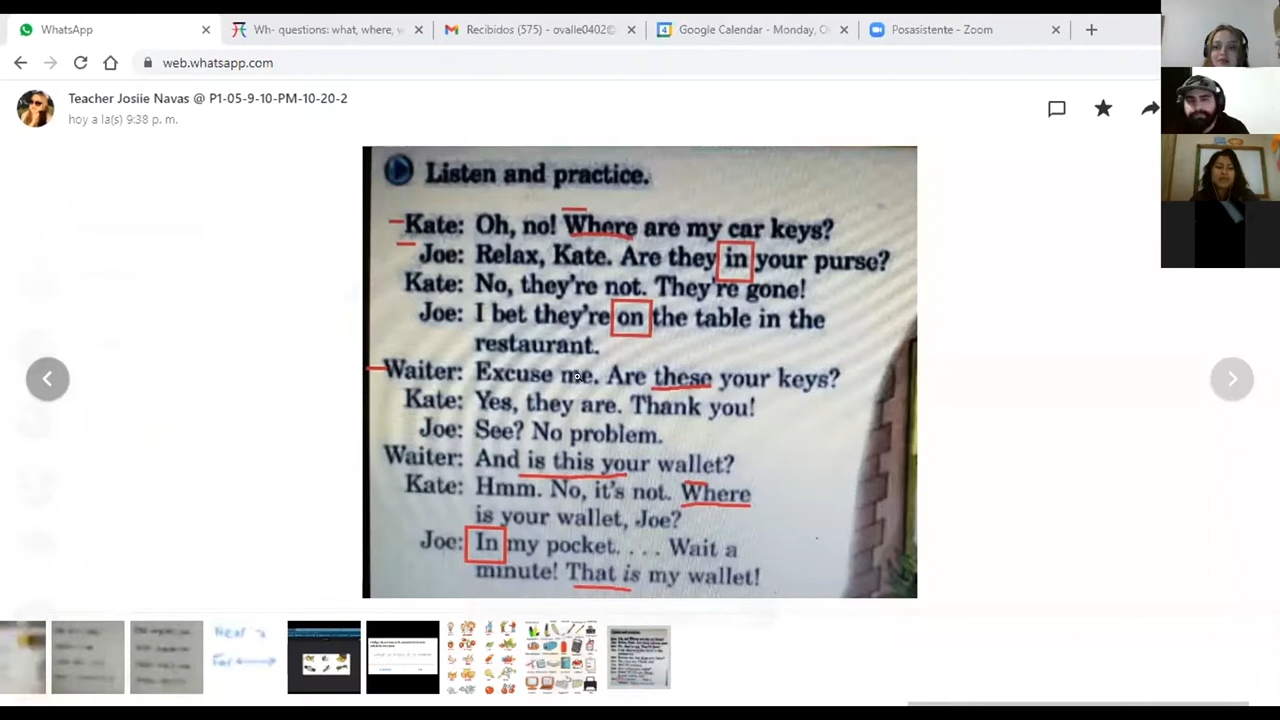 WhatsApp
Wh- questions: what, where, w
Recibidos (575) - ovalle0402@
Google Calendar - Monday, O
Posasistente - Zoom
web.whatsapp.com
Teacher Josiie Navas @ P1-05-9-10-PM-10-20-2
hoy a la(s) 9:38 p. m.
Listen and practice.
Kate: Oh, no! Where are my car keys?
Joe: Relax, Kate. Are they in your purse?
Kate: No, they're not. They're gone!
Joe: I bet they're on the table in the
restaurant.
Waiter: Excuse me. Are these your keys?
Kate: Yes, they are. Thank you!
Joe: See? No problem.
Waiter: And is this your wallet?
Kate: Hmm. No, it's not. Where
is your wallet, Joe?
Joe: In my pocket. . . . Wait a
minute! That is my wallet!